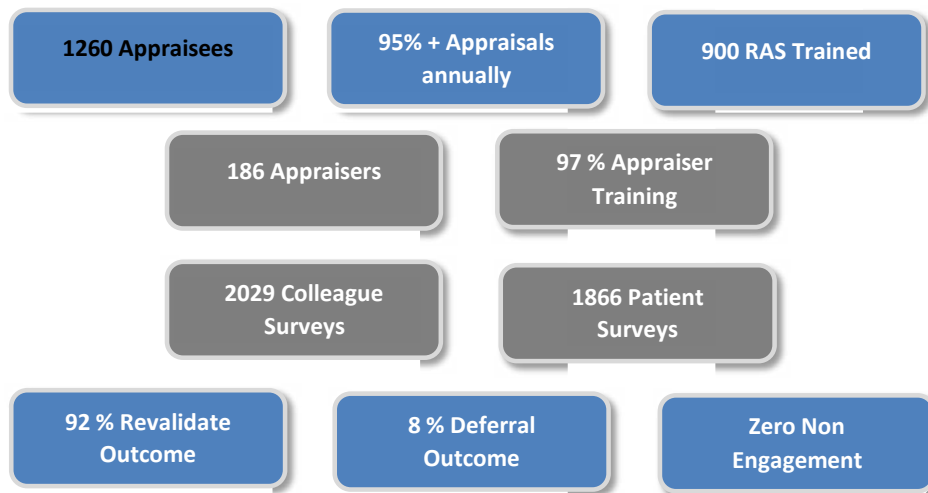 1260 Appraisees
95% + Appraisals
annually
900 RAS Trained
186 Appraisers
97 % Appraiser
Training
2029 Colleague
Surveys
1866 Patient
Surveys
92 % Revalidate
Outcome
8 % Deferral
Outcome
Zero Non
Engagement